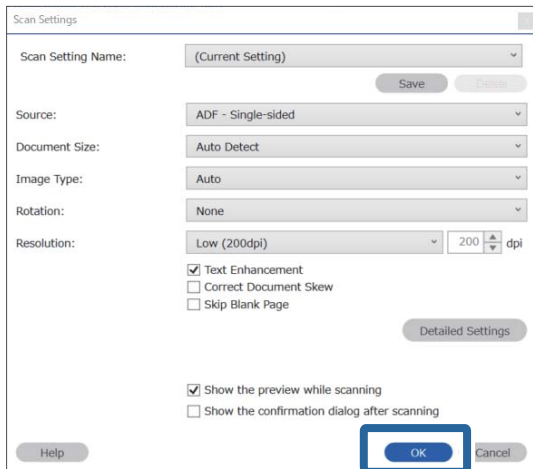 Scan Settings
Scan Setting Name: (Current Setting)
Save Delete
Source: ADF - Single-sided
Document Size: Auto Detect
Image Type: Auto
Rotation: None
Resolution: Low (200dpi) 200 dpi
Text Enhancement
Correct Document Skew
Skip Blank Page
Detailed Settings
Show the preview while scanning
Show the confirmation dialog after scanning
Help OK Cancel